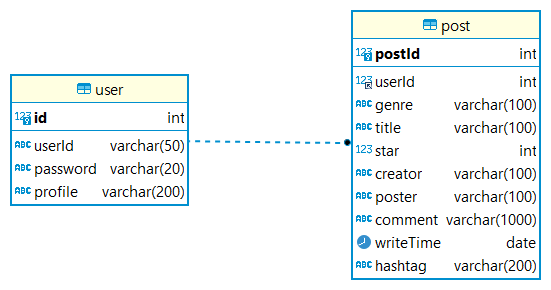 user
123 id int
ABC userId varchar(50)
ABC password varchar(20)
ABC profile varchar(200)
post
123 postId int
123 userId int
ABC genre varchar(100)
ABC title varchar(100)
123 star int
ABC creator varchar(100)
ABC poster varchar(100)
ABC comment varchar(1000)
writeTime date
ABC hashtag varchar(200)